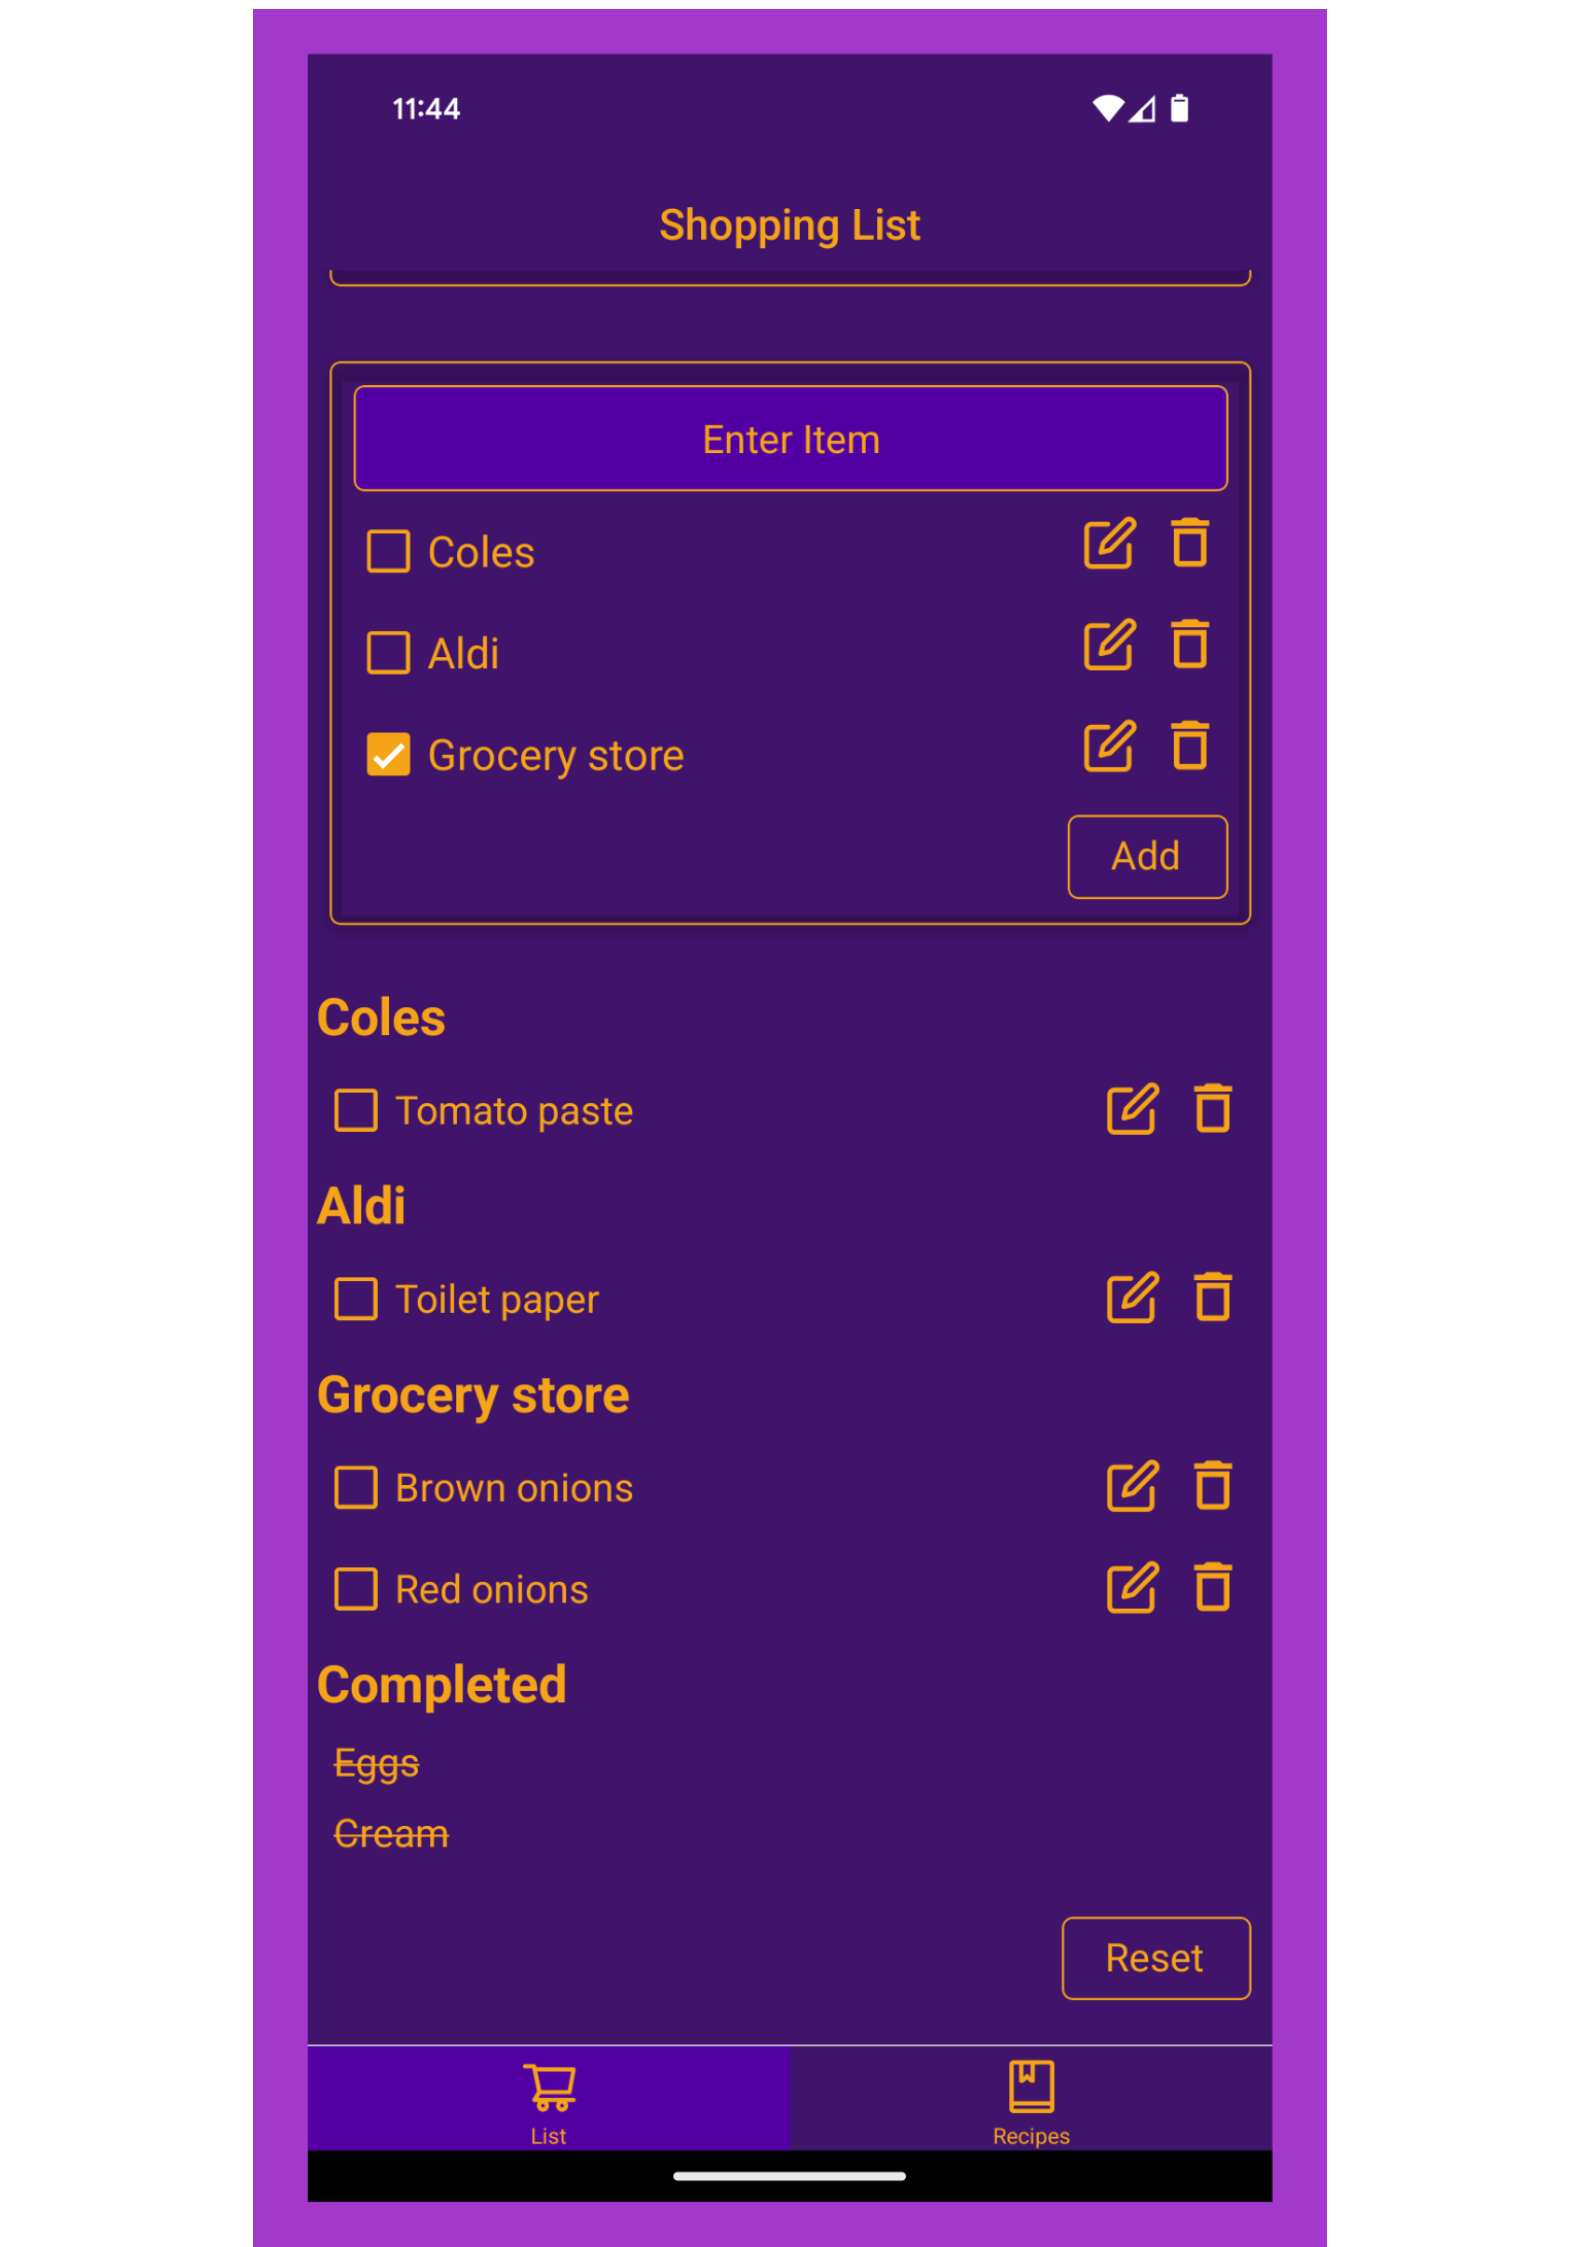 11:44
Shopping List
Enter Item
Coles
Aldi
Grocery store
Add
Coles
Tomato paste
Aldi
Toilet paper
Grocery store
Brown onions
Red onions
Completed
Eggs
Cream
Reset
List
Recipes